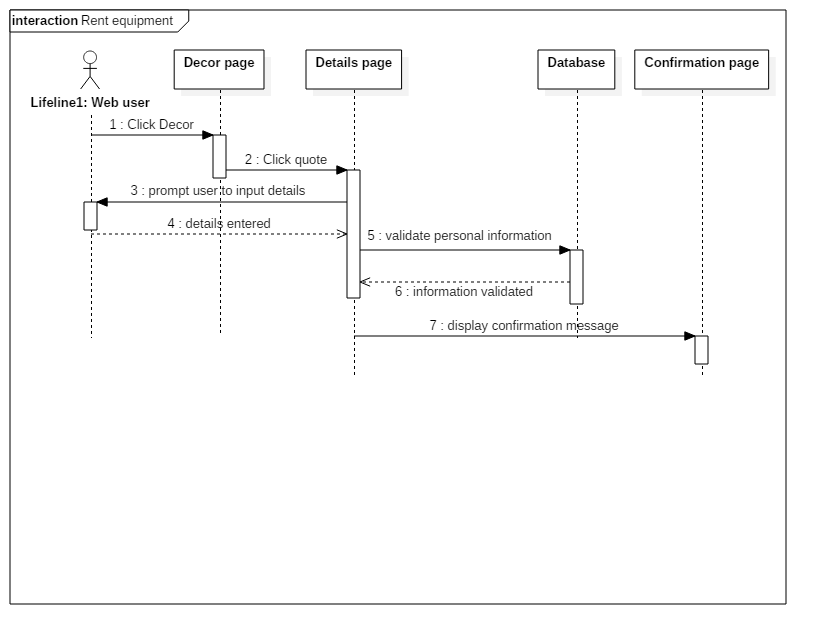 interaction Rent equipment
Decor page
Details page
Database
Confirmation page
Lifeline1: Web user
1 : Click Decor
2 : Click quote
3 : prompt user to input details
4 : details entered
5 : validate personal information
6 : information validated
7 : display confirmation message